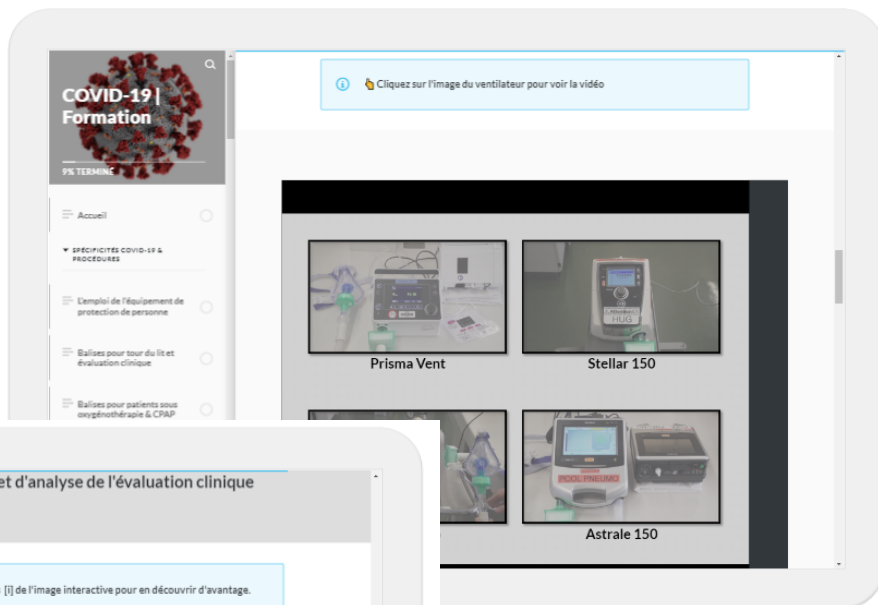 COVID-19 |
Formation
9% TERMINÉ
Accueil
SPÉCIFICITÉS COVID-19 &
PROCÉDURES
L'emploi de l'équipement de
protection de personne
Balises pour tour du lit et
évaluation clinique
Balises pour patients sous
oxygénothérapie & CPAP
Cliquez sur l'image du ventilateur pour voir la vidéo
Prisma Vent
Stellar 150
HUG
POOL PNEUMO
Astrale 150
et d'analyse de l'évaluation clinique
[i] de l'image interactive pour en découvrir d'avantage.